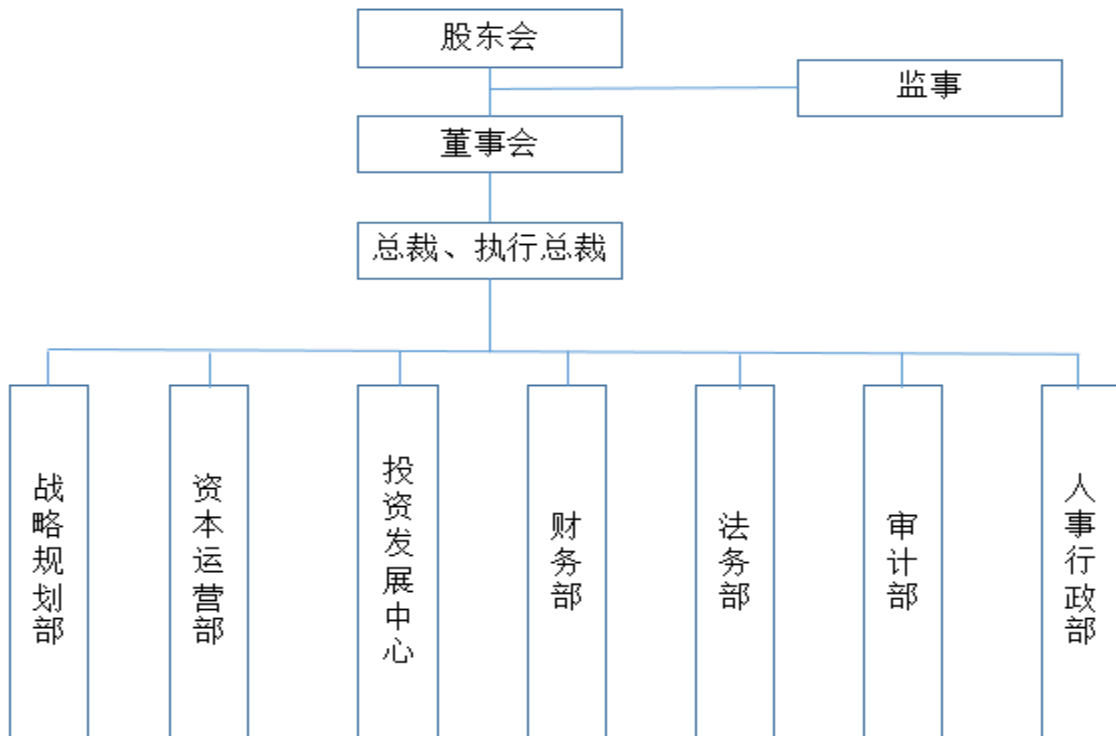 股东会
监事
董事会
总裁、执行总裁
战略规划部
资本运营部
投资发展中心
财务部
法务部
审计部
人事行政部